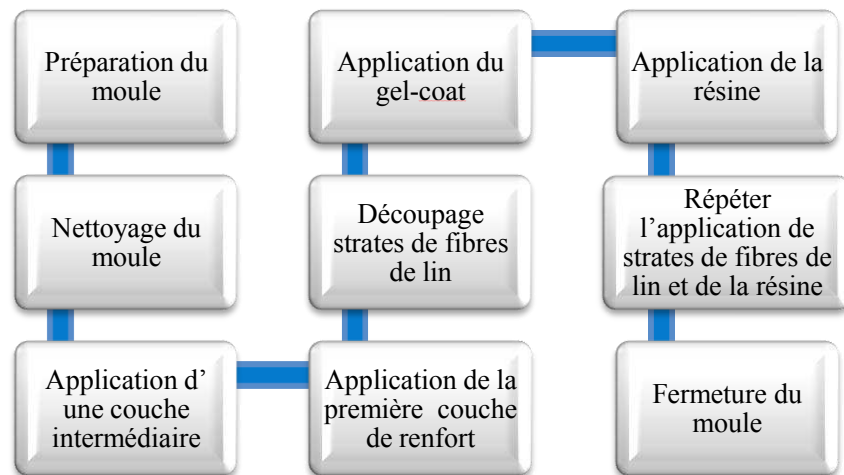 Préparation du
moule
Nettoyage du
moule
Application d’
une couche
intermédiaire
Application de la
première couche
de renfort
Découpage
strates de fibres
de lin
Application du
gel-coat
Application de la
résine
Répéter
l’application de
strates de fibres de
lin et de la résine
Fermeture du
moule